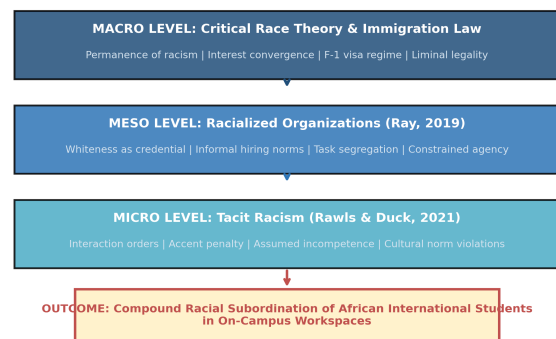 MACRO LEVEL: Critical Race Theory & Immigration Law
Permanence of racism | Interest convergence | F-1 visa regime | Liminal legality
MESO LEVEL: Racialized Organizations (Ray, 2019)
Whiteness as credential | Informal hiring norms | Task segregation | Constrained agency
MICRO LEVEL: Tacit Racism (Rawls & Duck, 2021)
Interaction orders | Accent penalty | Assumed incompetence | Cultural norm violations
OUTCOME: Compound Racial Subordination of African International Students
in On-Campus Workspaces